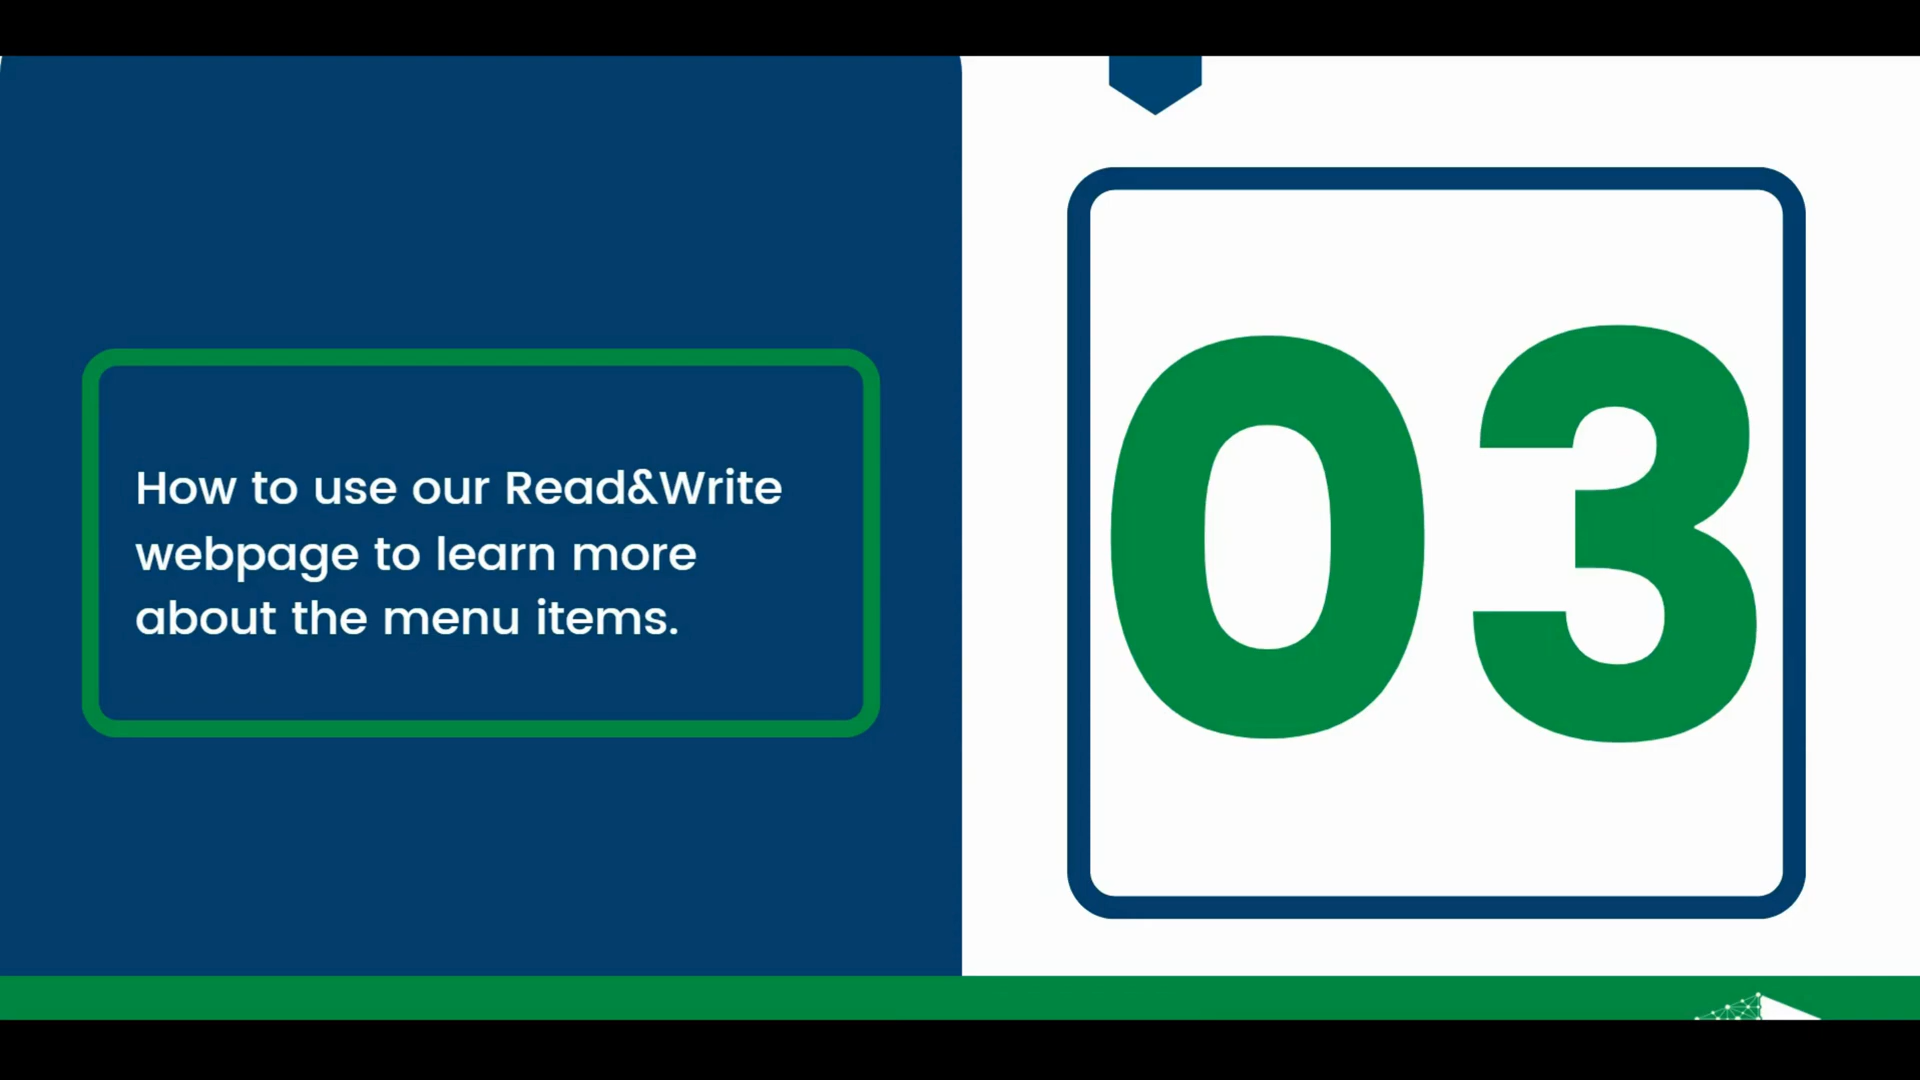 How to use our Read&Write
webpage to learn more
about the menu items.
03